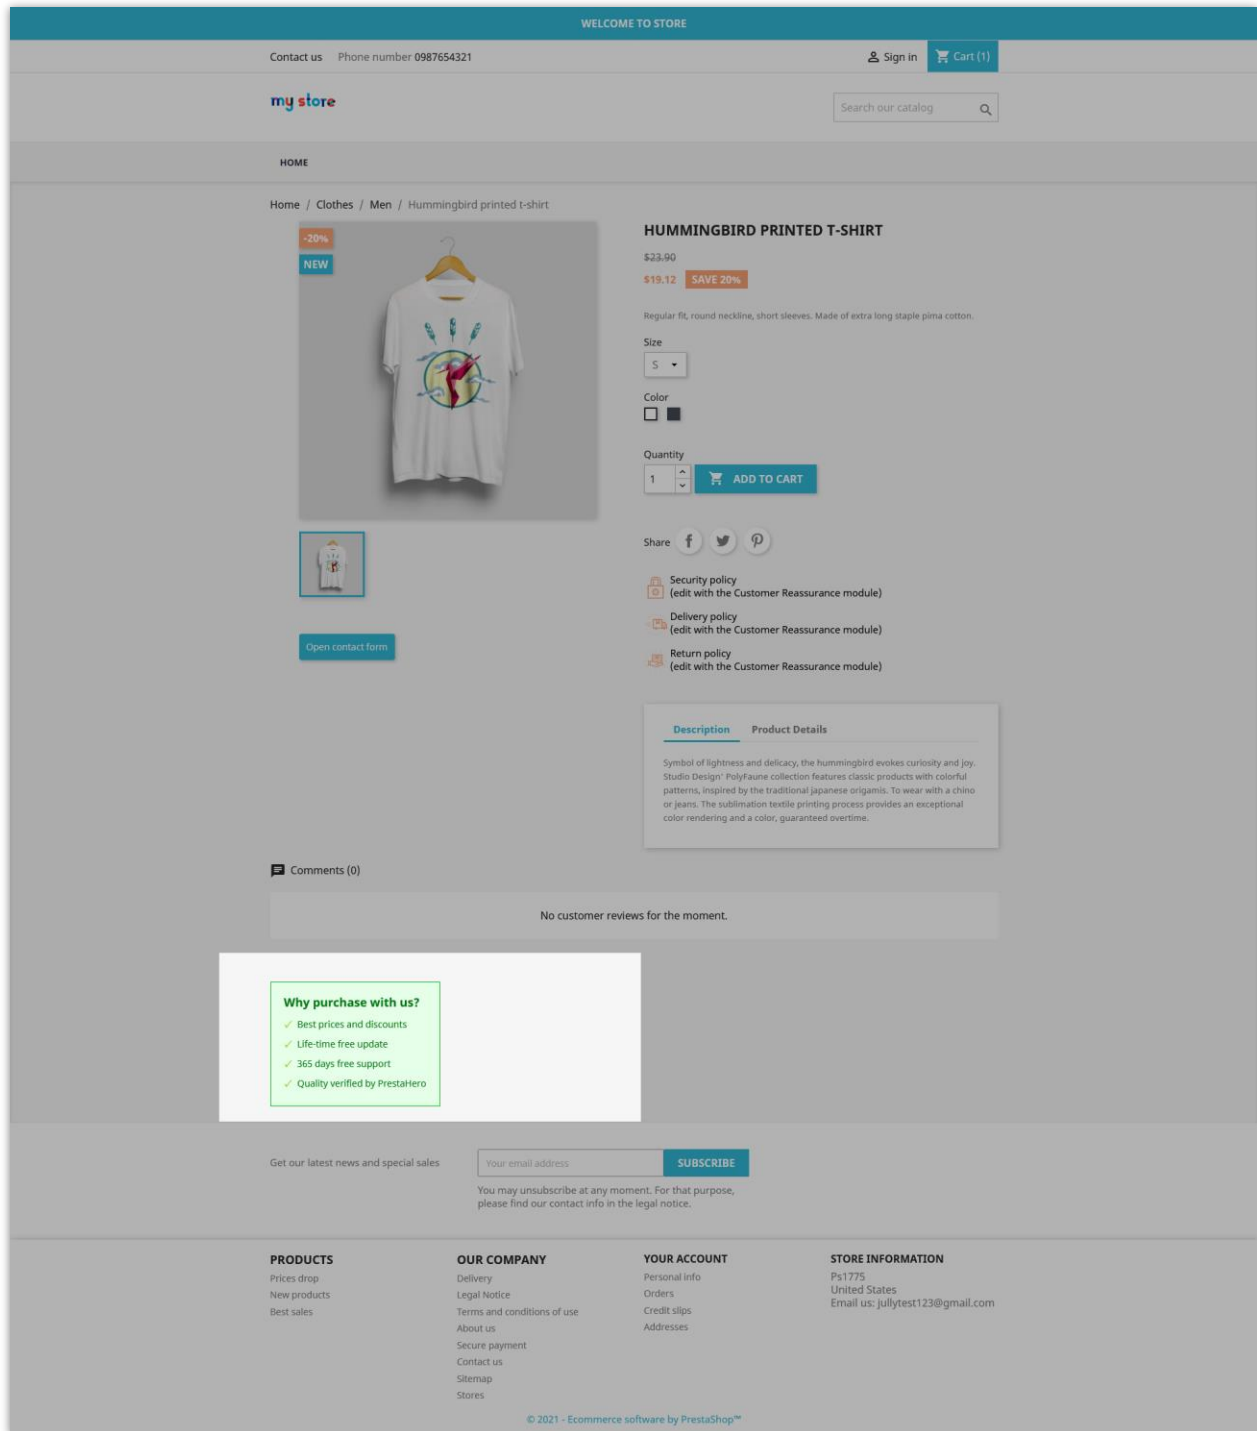 WELCOME TO STORE
Contact us Phone number 0987654321 Sign in Cart (1)
my store
Search our catalog
HOME
Home / Clothes / Men / Hummingbird printed t-shirt
-20%
NEW
HUMMINGBIRD PRINTED T-SHIRT
$23.90
$19.12 SAVE 20%
Regular fit, round neckline, short sleeves. Made of extra long staple pima cotton.
Size
S
Color
Quantity
1 ADD TO CART
Share
Security policy
(edit with the Customer Reassurance module)
Delivery policy
(edit with the Customer Reassurance module)
Return policy
(edit with the Customer Reassurance module)
Open contact form
Description Product Details
Symbol of lightness and delicacy, the hummingbird evokes curiosity and joy.
Studio Design' PolyFaune collection features classic products with colorful
patterns, inspired by the traditional japanese origamis. To wear with a chino
or jeans. The sublimation textile printing process provides an exceptional
color rendering and a color, guaranteed overtime.
Comments (0)
No customer reviews for the moment.
Why purchase with us?
✓ Best prices and discounts
✓ Life-time free update
✓ 365 days free support
✓ Quality verified by PrestaHero
Get our latest news and special sales
Your email address SUBSCRIBE
You may unsubscribe at any moment. For that purpose,
please find our contact info in the legal notice.
PRODUCTS
Prices drop
New products
Best sales
OUR COMPANY
Delivery
Legal Notice
Terms and conditions of use
About us
Secure payment
Contact us
Sitemap
Stores
YOUR ACCOUNT
Personal info
Orders
Credit slips
Addresses
STORE INFORMATION
Ps1775
United States
Email us: jullytest123@gmail.com
© 2021 - Ecommerce software by PrestaShop™